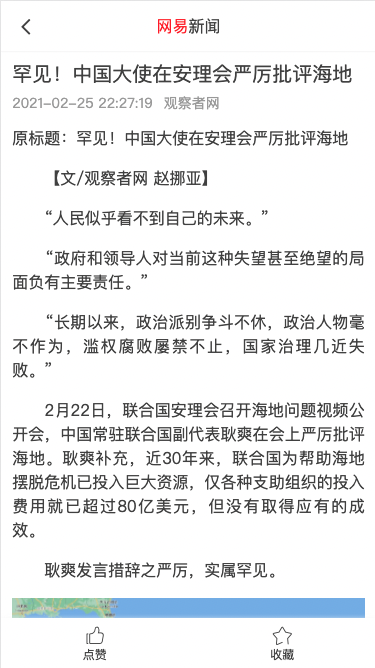 网易新闻
罕见！中国大使在安理会严厉批评海地
2021-02-25 22:27:19 观察者网
原标题：罕见！中国大使在安理会严厉批评海地
【文/观察者网 赵挪亚】
“人民似乎看不到自己的未来。”
“政府和领导人对当前这种失望甚至绝望的局
面负有主要责任。”
“长期以来，政治派别争斗不休，政治人物毫
不作为，滥权腐败屡禁不止，国家治理几近失
败。”
2月22日，联合国安理会召开海地问题视频公
开会，中国常驻联合国副代表耿爽在会上严厉批评
海地。耿爽补充，近30年来，联合国为帮助海地
摆脱危机已投入巨大资源，仅各种支助组织的投入
费用就已超过80亿美元，但没有取得应有的成
效。
耿爽发言措辞之严厉，实属罕见。
点赞
收藏